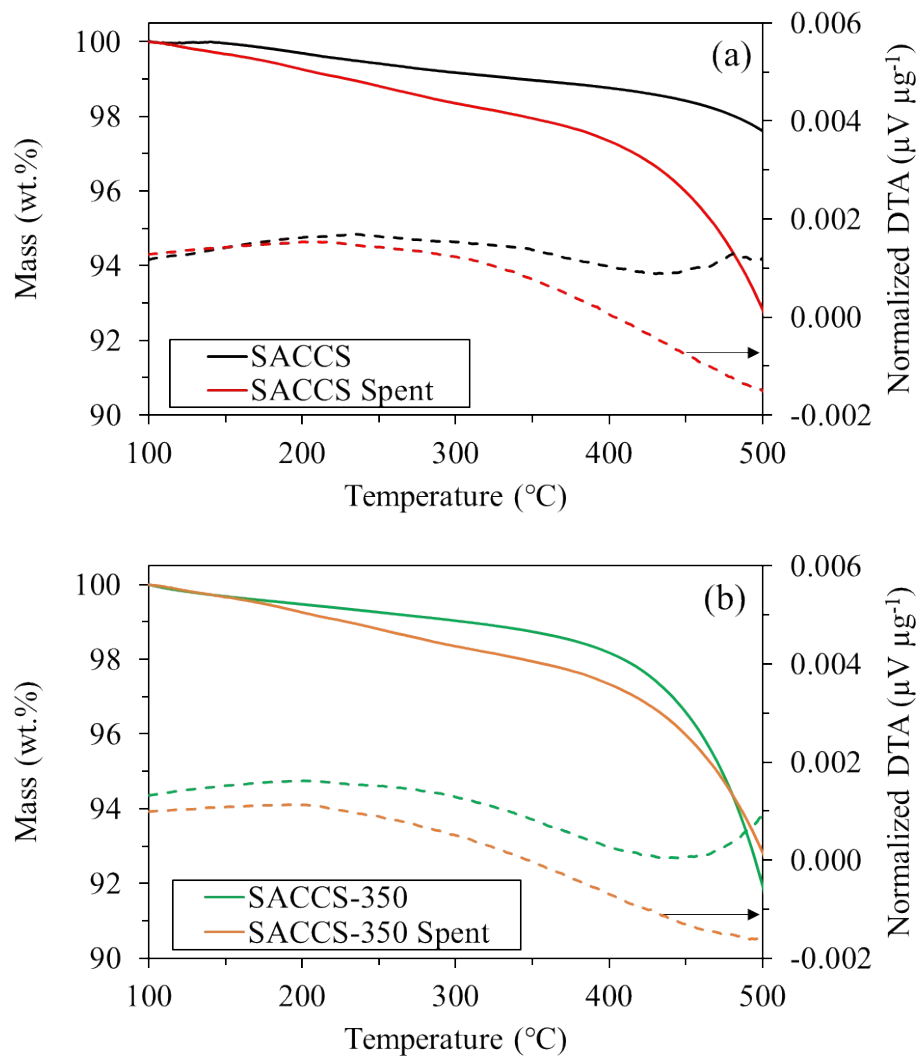 (a)
Mass (wt.%)
100
98
96
94
92
90
0.006
0.004
0.002
0.000
-0.002
Normalized DTA (µV µg⁻¹)
SACCS
SACCS Spent
100 200 300 400 500
Temperature (℃)
(b)
Mass (wt.%)
100
98
96
94
92
90
0.006
0.004
0.002
0.000
-0.002
Normalized DTA (µV µg⁻¹)
SACCS-350
SACCS-350 Spent
100 200 300 400 500
Temperature (℃)